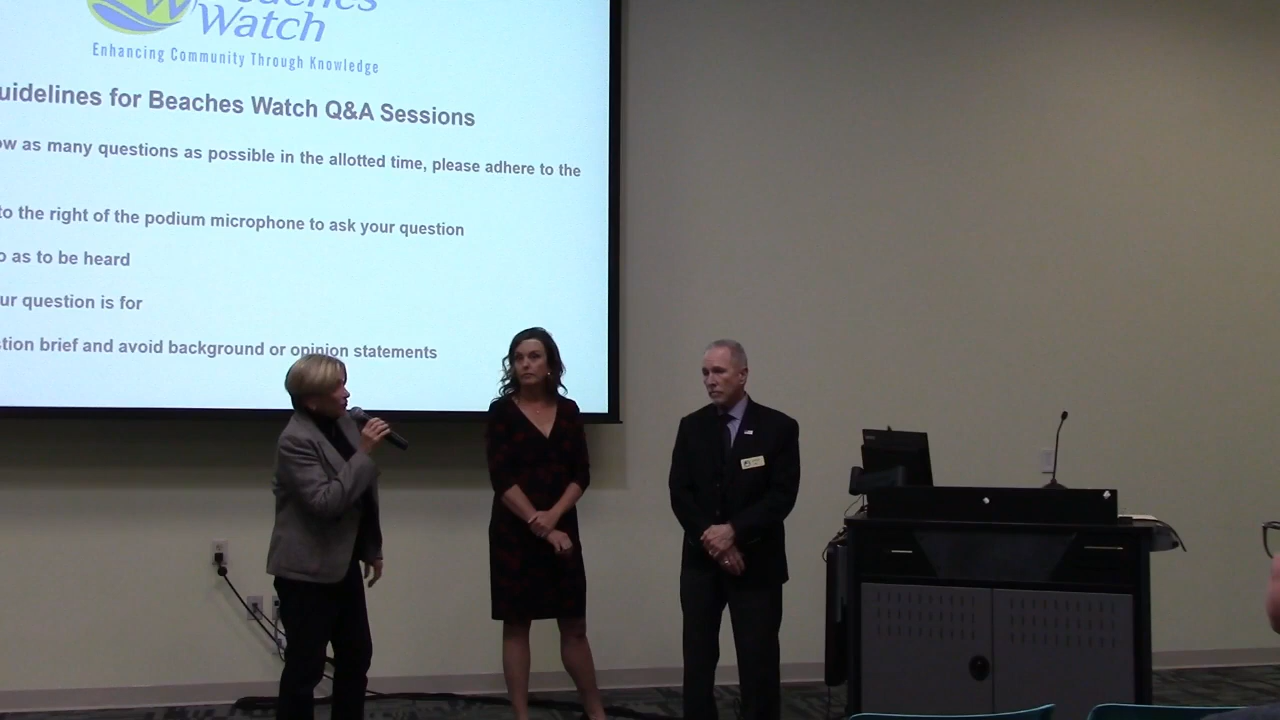 Watch
Enhancing Community Through Knowledge
uidelines for Beaches Watch Q&A Sessions
ow as many questions as possible in the allotted time, please adhere to the
to the right of the podium microphone to ask your question
o as to be heard
ur question is for
stion brief and avoid background or opinion statements